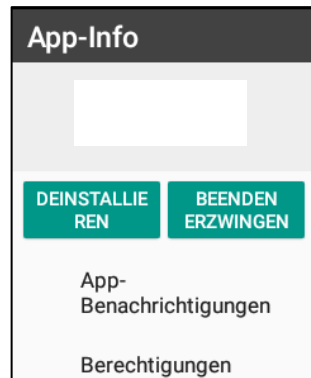 App-Info
DEINSTALLIE
REN
BEENDEN
ERZWINGEN
App-
Benachrichtigungen
Berechtigungen